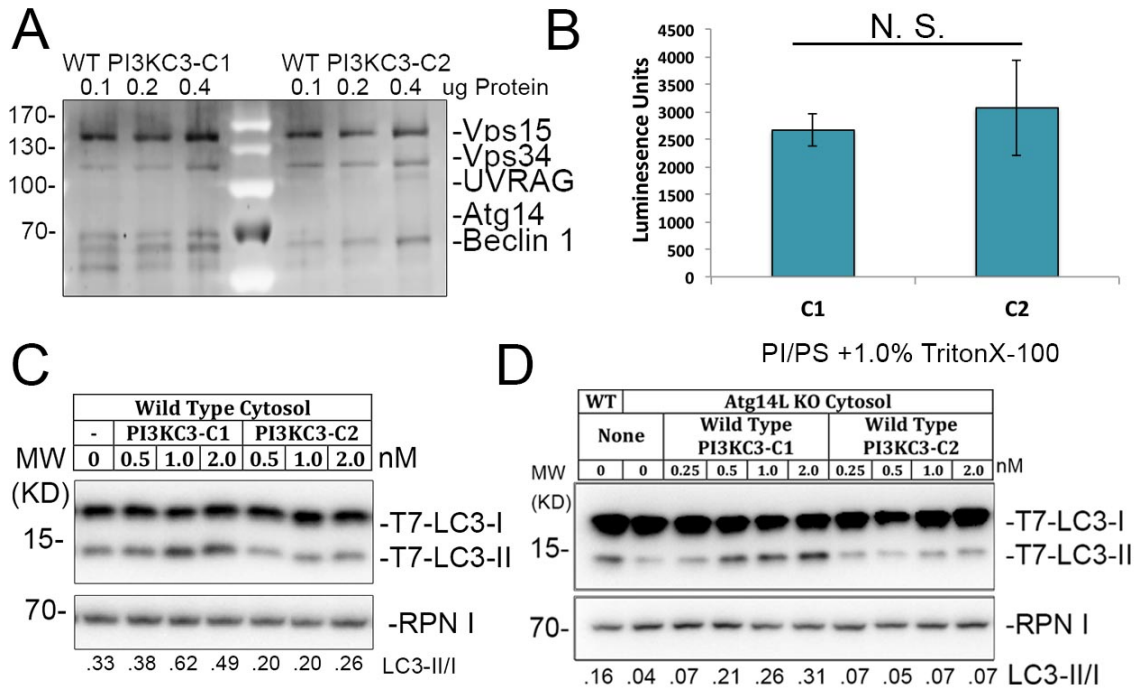 A
WT PI3KC3-C1 WT PI3KC3-C2
0.1 0.2 0.4 0.1 0.2 0.4 ug Protein
170-
130-
100-
70-
-Vps15
-Vps34
-UVRAG
-Atg14
-Beclin 1
B
N. S.
Luminesence Units
4500
4000
3500
3000
2500
2000
1500
1000
500
0
C1 C2
PI/PS +1.0% TritonX-100
C
Wild Type Cytosol
- PI3KC3-C1 PI3KC3-C2
MW 0 0.5 1.0 2.0 0.5 1.0 2.0 nM
(KD)
15-
-T7-LC3-I
-T7-LC3-II
70- -RPN I
.33 .38 .62 .49 .20 .20 .26 LC3-II/I
D
WT Atg14L KO Cytosol
None Wild Type PI3KC3-C1 Wild Type PI3KC3-C2
MW 0 0 0.25 0.5 1.0 2.0 0.25 0.5 1.0 2.0 nM
(KD)
15-
-T7-LC3-I
-T7-LC3-II
70- -RPN I
.16 .04 .07 .21 .26 .31 .07 .05 .07 .07 LC3-II/I